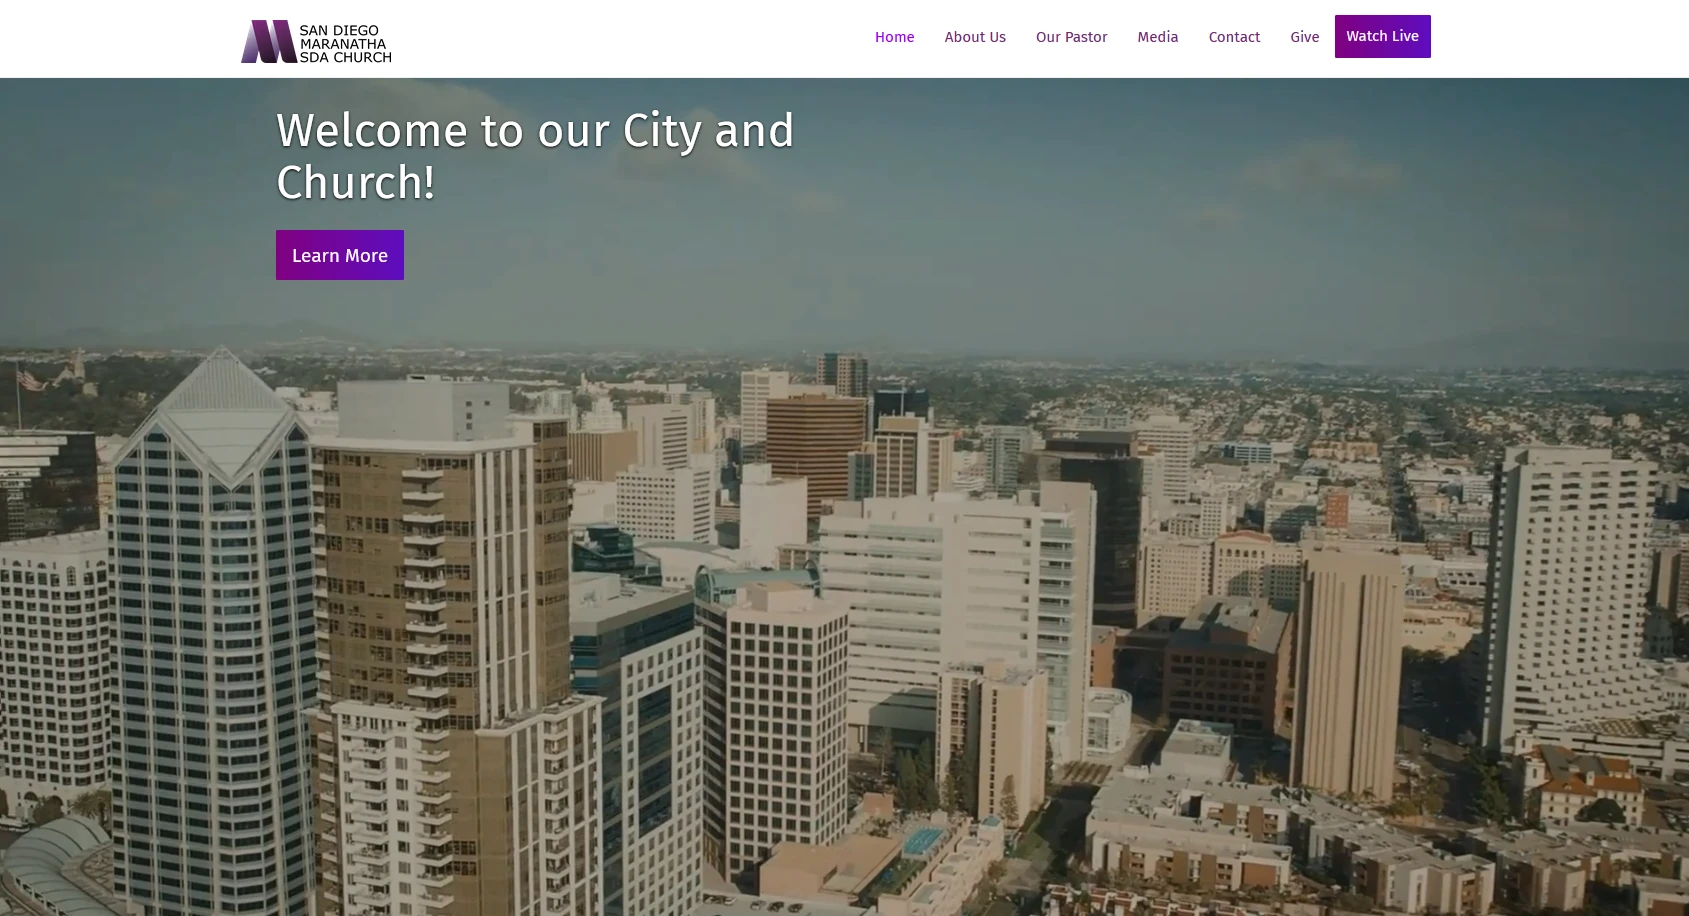 SAN DIEGO
MARANATHA
SDA CHURCH
Home
About Us
Our Pastor
Media
Contact
Give
Watch Live
Welcome to our City and
Church!
Learn More